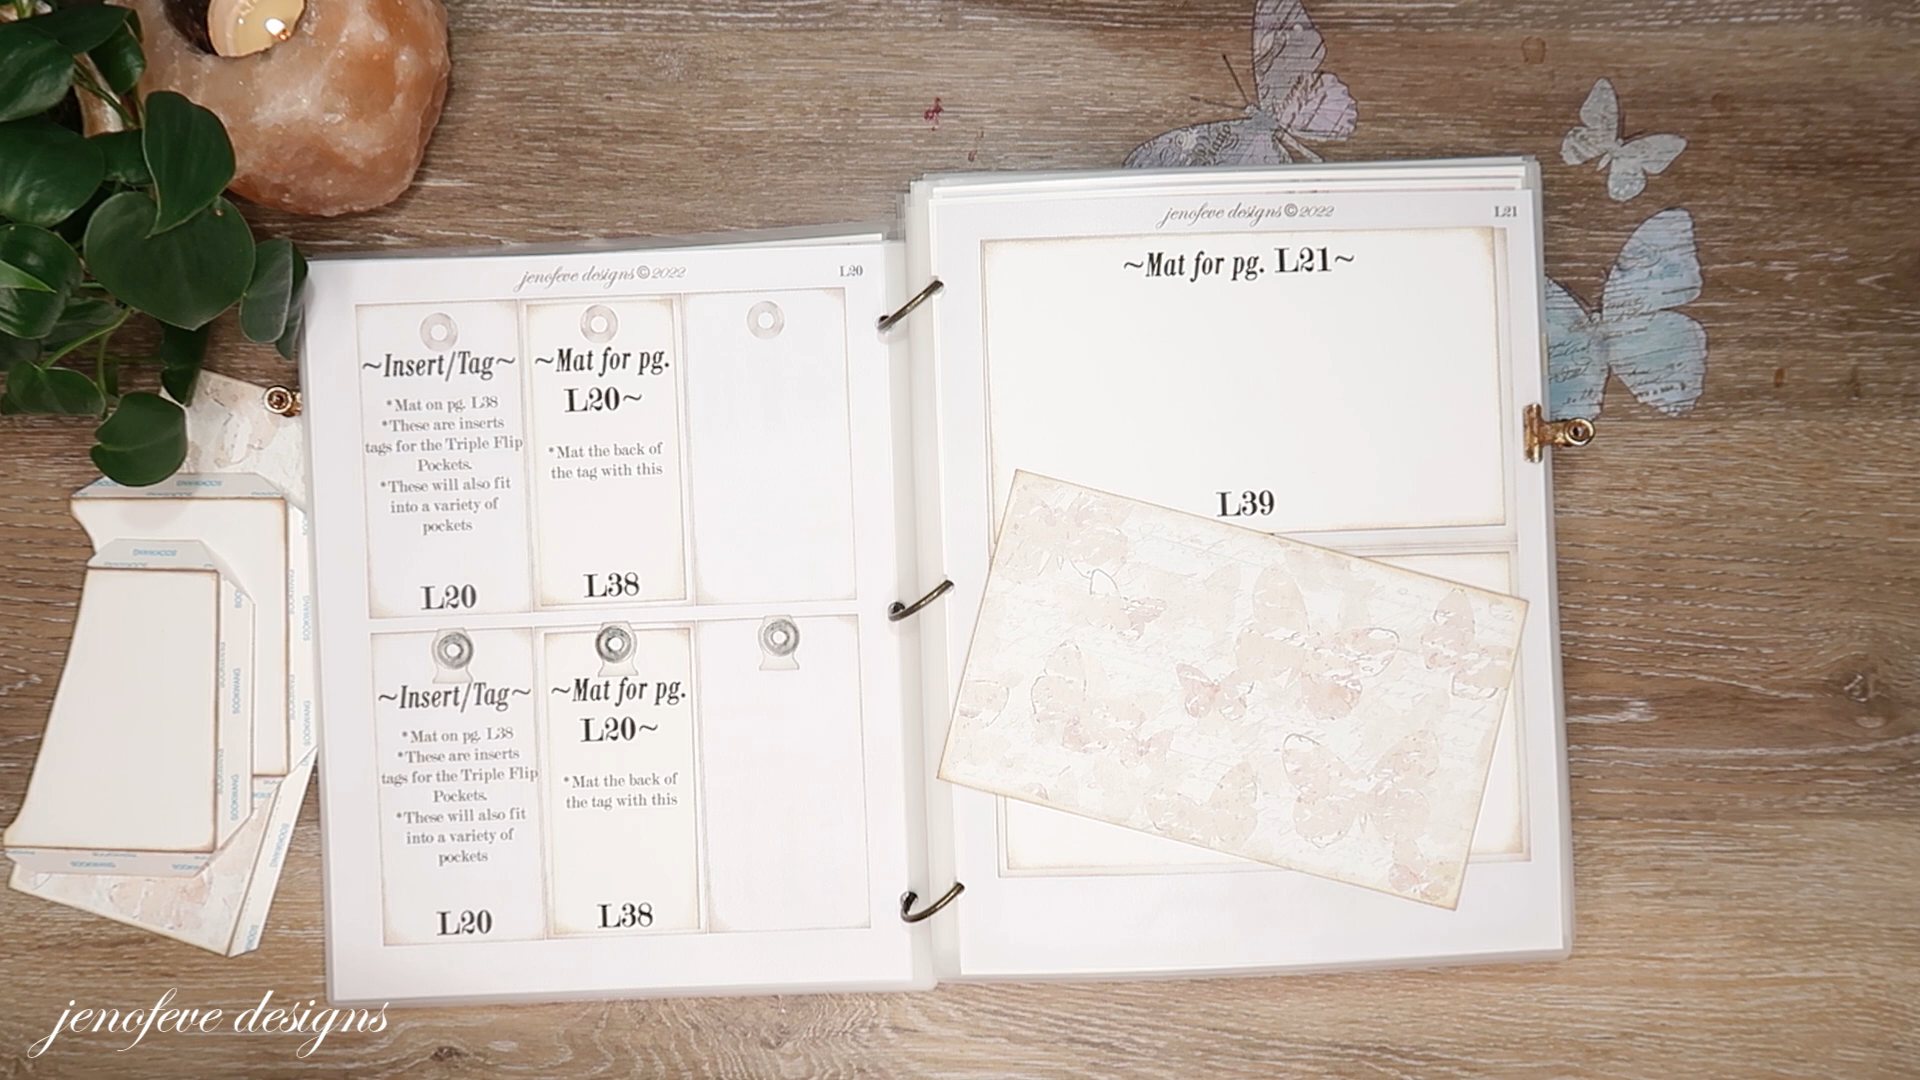 jenofeve designs©2022
L20
~Insert/Tag~
*Mat on pg. L38
*These are inserts
tags for the Triple Flip
Pockets.
*These will also fit
into a variety of
pockets
L20
~Mat for pg.
L20~
*Mat the back of
the tag with this
L38
~Insert/Tag~
*Mat on pg. L38
*These are inserts
tags for the Triple Flip
Pockets.
*These will also fit
into a variety of
pockets
L20
~Mat for pg.
L20~
*Mat the back of
the tag with this
L38
jenofeve designs©2022
L21
~Mat for pg. L21~
L39
jenofeve designs